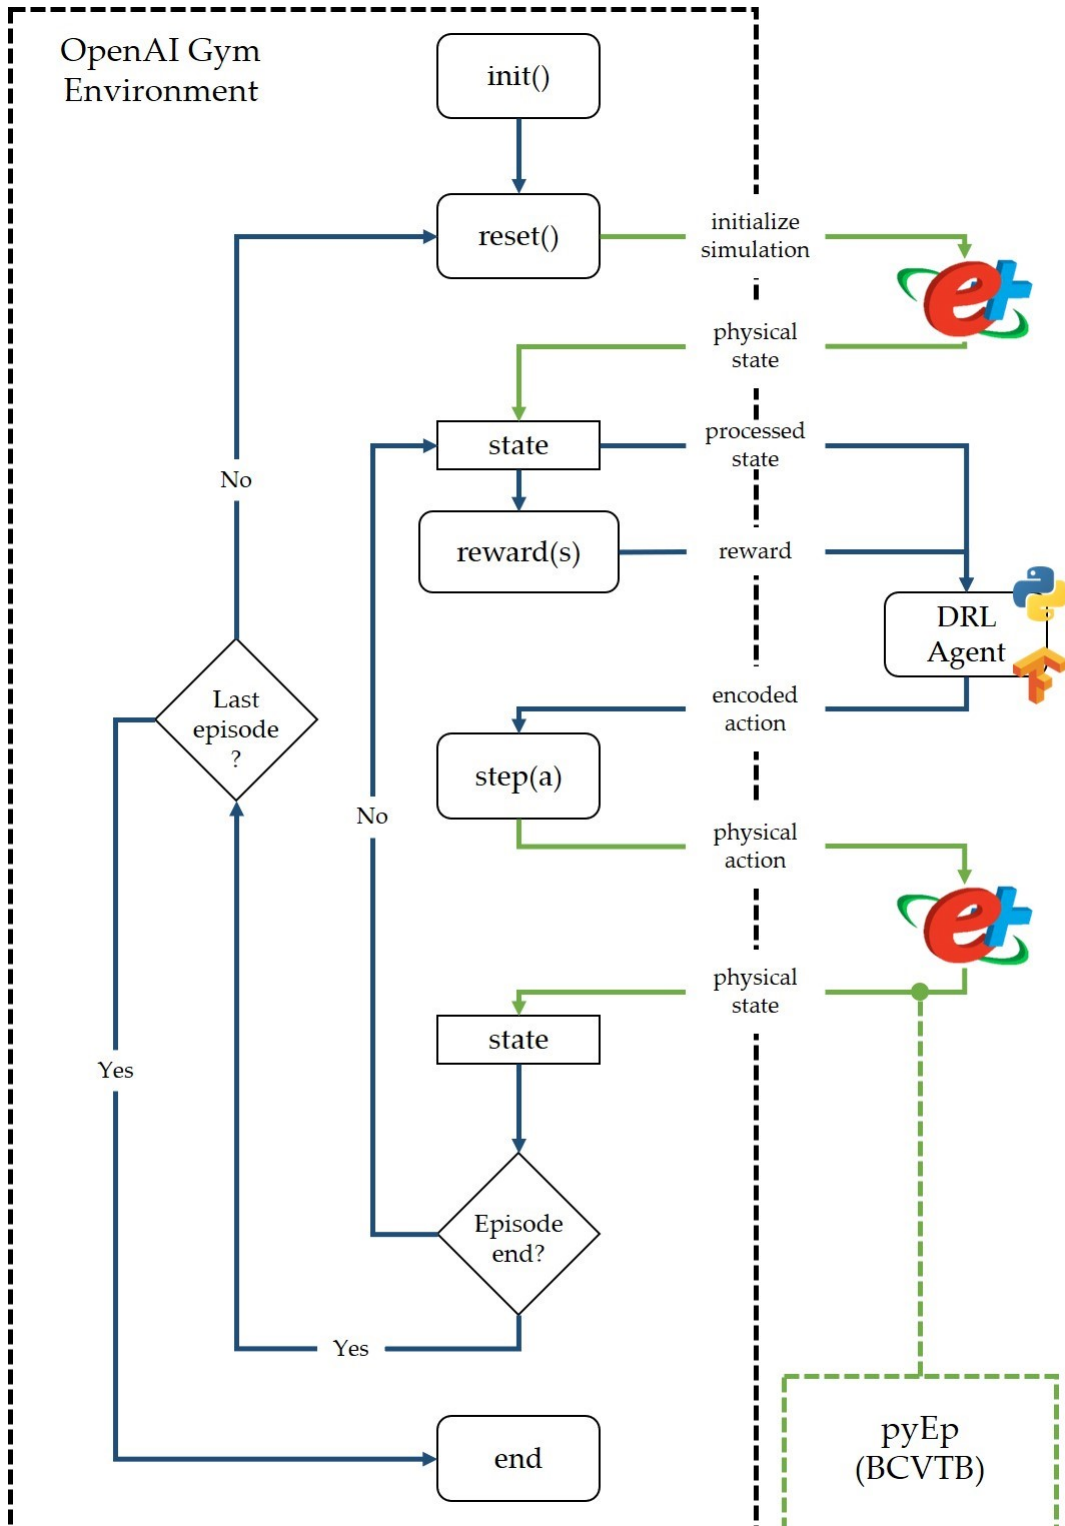 OpenAI Gym
Environment
init()
reset()
initialize
simulation
e+
physical
state
state
processed
state
No
reward(s)
reward
DRL
Agent
Last
episode
?
encoded
action
step(a)
No
physical
action
e+
physical
state
state
Yes
Episode
end?
Yes
pyEp
(BCVTB)
end